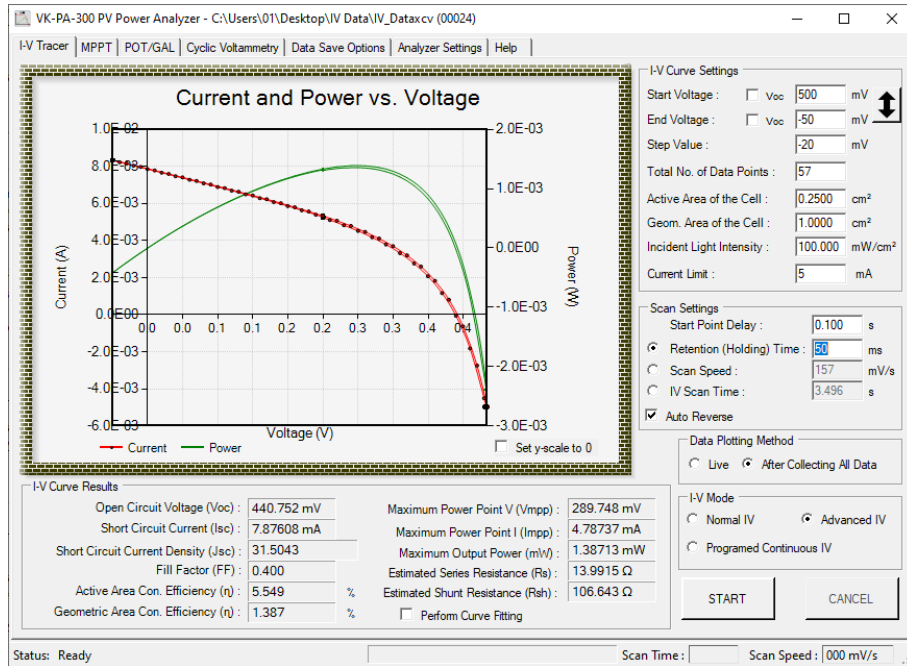 VK-PA-300 PV Power Analyzer - C:\Users\01\Desktop\IV Data\IV_Dataxcv (00024)
I-V Tracer | MPPT | POT/GAL | Cyclic Voltammetry | Data Save Options | Analyzer Settings | Help
Current and Power vs. Voltage
1.0E-02
8.0E-03
6.0E-03
4.0E-03
2.0E-03
0.0E+00
-2.0E-03
-4.0E-03
-6.0E-03
Current (A)
2.0E-03
1.0E-03
0.0E+00
-1.0E-03
-2.0E-03
-3.0E-03
Power (W)
0.0 0.0 0.1 0.1 0.2 0.2 0.3 0.3 0.4 0.4
Voltage (V)
Current Power
Set y-scale to 0
I-V Curve Settings
Start Voltage : Voc 500 mV
End Voltage : Voc -50 mV
Step Value : -20 mV
Total No. of Data Points : 57
Active Area of the Cell : 0.2500 cm²
Geom. Area of the Cell : 1.0000 cm²
Incident Light Intensity : 100.000 mW/cm²
Current Limit : 5 mA
Scan Settings
Start Point Delay : 0.100 s
Retention (Holding) Time : 50 ms
Scan Speed : 157 mV/s
IV Scan Time : 3.496 s
Auto Reverse
Data Plotting Method
Live After Collecting All Data
I-V Mode
Normal IV Advanced IV
Programed Continuous IV
START CANCEL
I-V Curve Results
Open Circuit Voltage (Voc) : 440.752 mV
Short Circuit Current (Isc) : 7.87608 mA
Short Circuit Current Density (Jsc) : 31.5043
Fill Factor (FF) : 0.400
Active Area Con. Efficiency (η) : 5.549 %
Geometric Area Con. Efficiency (η) : 1.387 %
Maximum Power Point V (Vmpp) : 289.748 mV
Maximum Power Point I (Impp) : 4.78737 mA
Maximum Output Power (mW) : 1.38713 mW
Estimated Series Resistance (Rs) : 13.9915 Ω
Estimated Shunt Resistance (Rsh) : 106.643 Ω
Perform Curve Fitting
Status: Ready
Scan Time :
Scan Speed : 000 mV/s